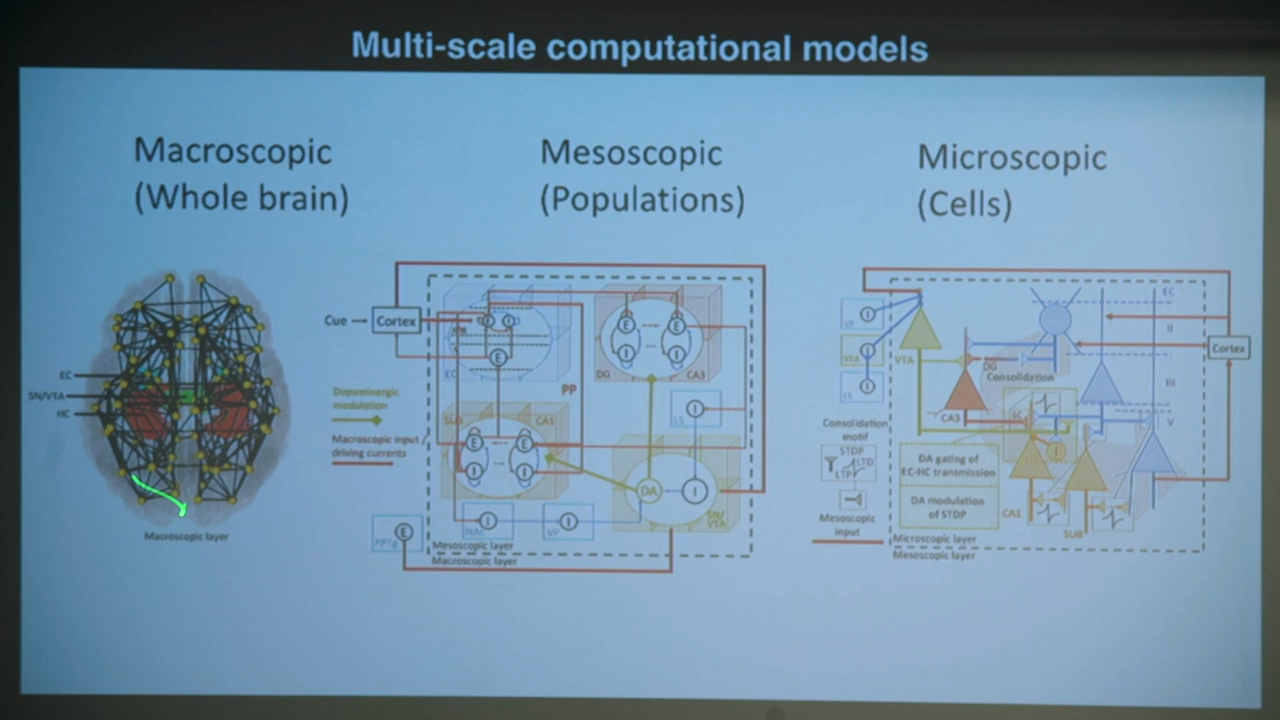 Multi-scale computational models
Macroscopic
(Whole brain)
Mesoscopic
(Populations)
Microscopic
(Cells)
EC
SN/VTA
HC
Macroscopic layer
Cue
Cortex
Dopaminergic
modulation
Macroscopic input /
driving currents
EC
E
I
DG
CA3
E
E
I
I
PP
SUB
CA1
E
E
I
I
LS
I
DA
I
SN/
VTA
NAc
I
VP
I
PPTg
E
Mesoscopic layer
Macroscopic layer
VP
I
VTA
I
LS
I
Consolidation
motif
STDP
LTD
LTP
Mesoscopic
input
VTA
DG
Consolidation
CA3
SC
I
DA gating of
EC-HC transmission
DA modulation
of STDP
CA1
SUB
EC
II
III
V
Cortex
Microscopic layer
Mesoscopic layer